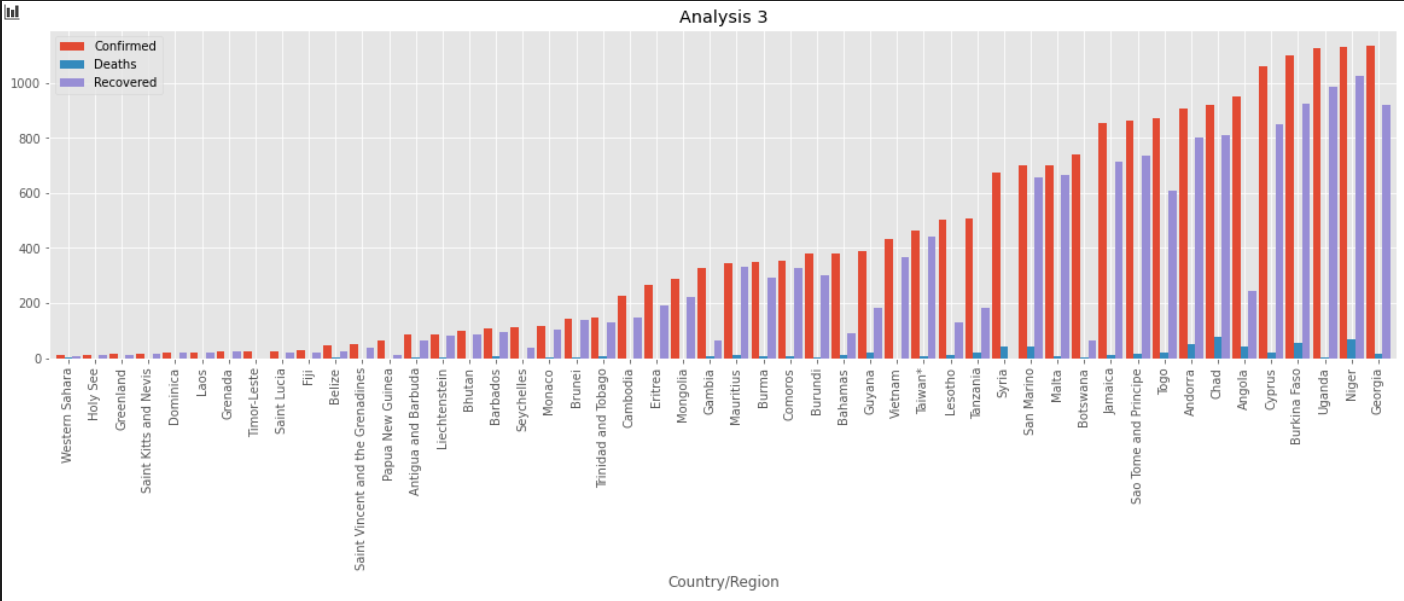 Analysis 3
Confirmed
Deaths
Recovered
1000
800
600
400
200
0
Western Sahara
Holy See
Greenland
Saint Kitts and Nevis
Dominica
Laos
Grenada
Timor-Leste
Saint Lucia
Fiji
Belize
Saint Vincent and the Grenadines
Papua New Guinea
Antigua and Barbuda
Liechtenstein
Bhutan
Barbados
Seychelles
Monaco
Brunei
Trinidad and Tobago
Cambodia
Eritrea
Mongolia
Gambia
Mauritius
Burma
Comoros
Burundi
Bahamas
Guyana
Vietnam
Taiwan*
Lesotho
Tanzania
Syria
San Marino
Malta
Botswana
Jamaica
Sao Tome and Principe
Togo
Andorra
Chad
Angola
Cyprus
Burkina Faso
Uganda
Niger
Georgia
Country/Region